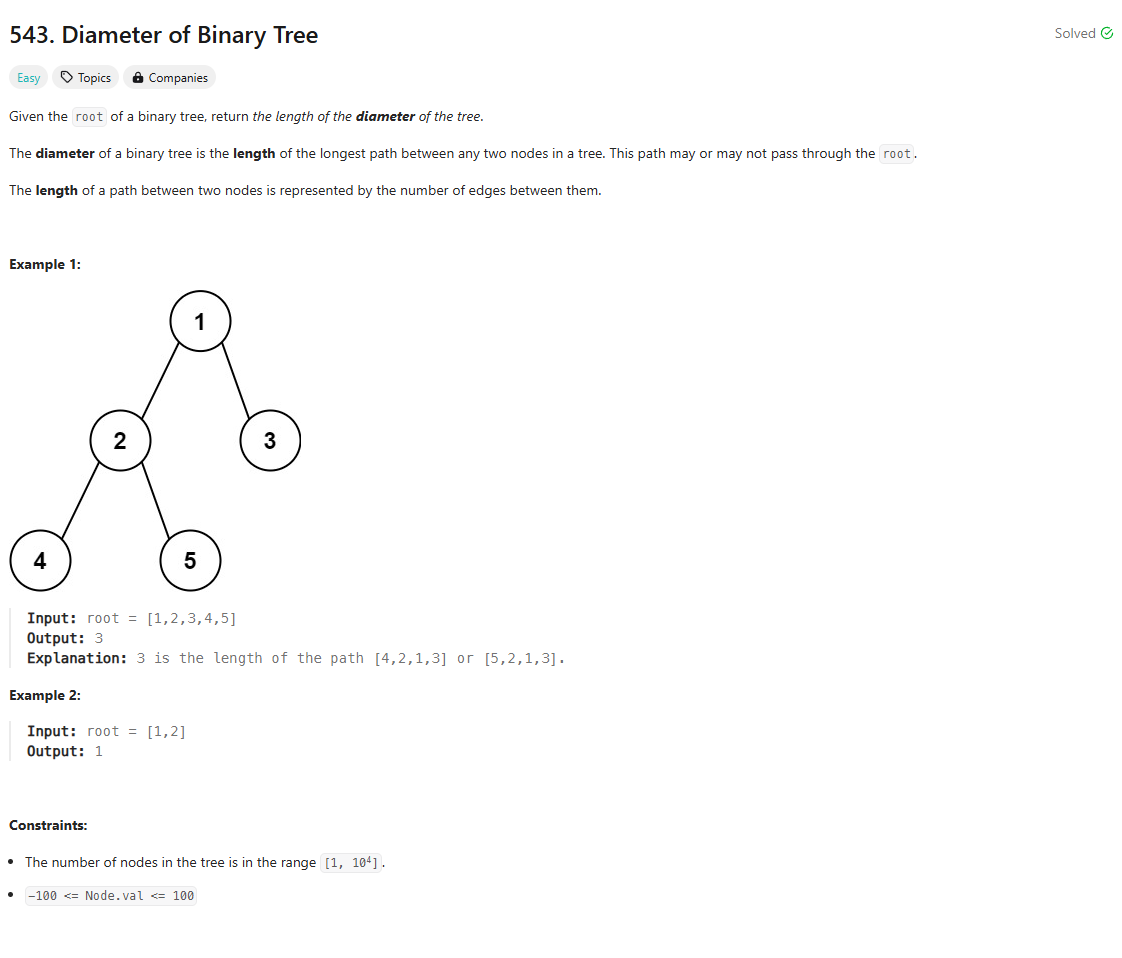 543. Diameter of Binary Tree
Solved
Easy Topics Companies
Given the root of a binary tree, return the length of the diameter of the tree.
The diameter of a binary tree is the length of the longest path between any two nodes in a tree. This path may or may not pass through the root.
The length of a path between two nodes is represented by the number of edges between them.
Example 1:
1
2 3
4 5
Input: root = [1,2,3,4,5]
Output: 3
Explanation: 3 is the length of the path [4,2,1,3] or [5,2,1,3].
Example 2:
Input: root = [1,2]
Output: 1
Constraints:
• The number of nodes in the tree is in the range [1, 10⁴].
• -100 <= Node.val <= 100